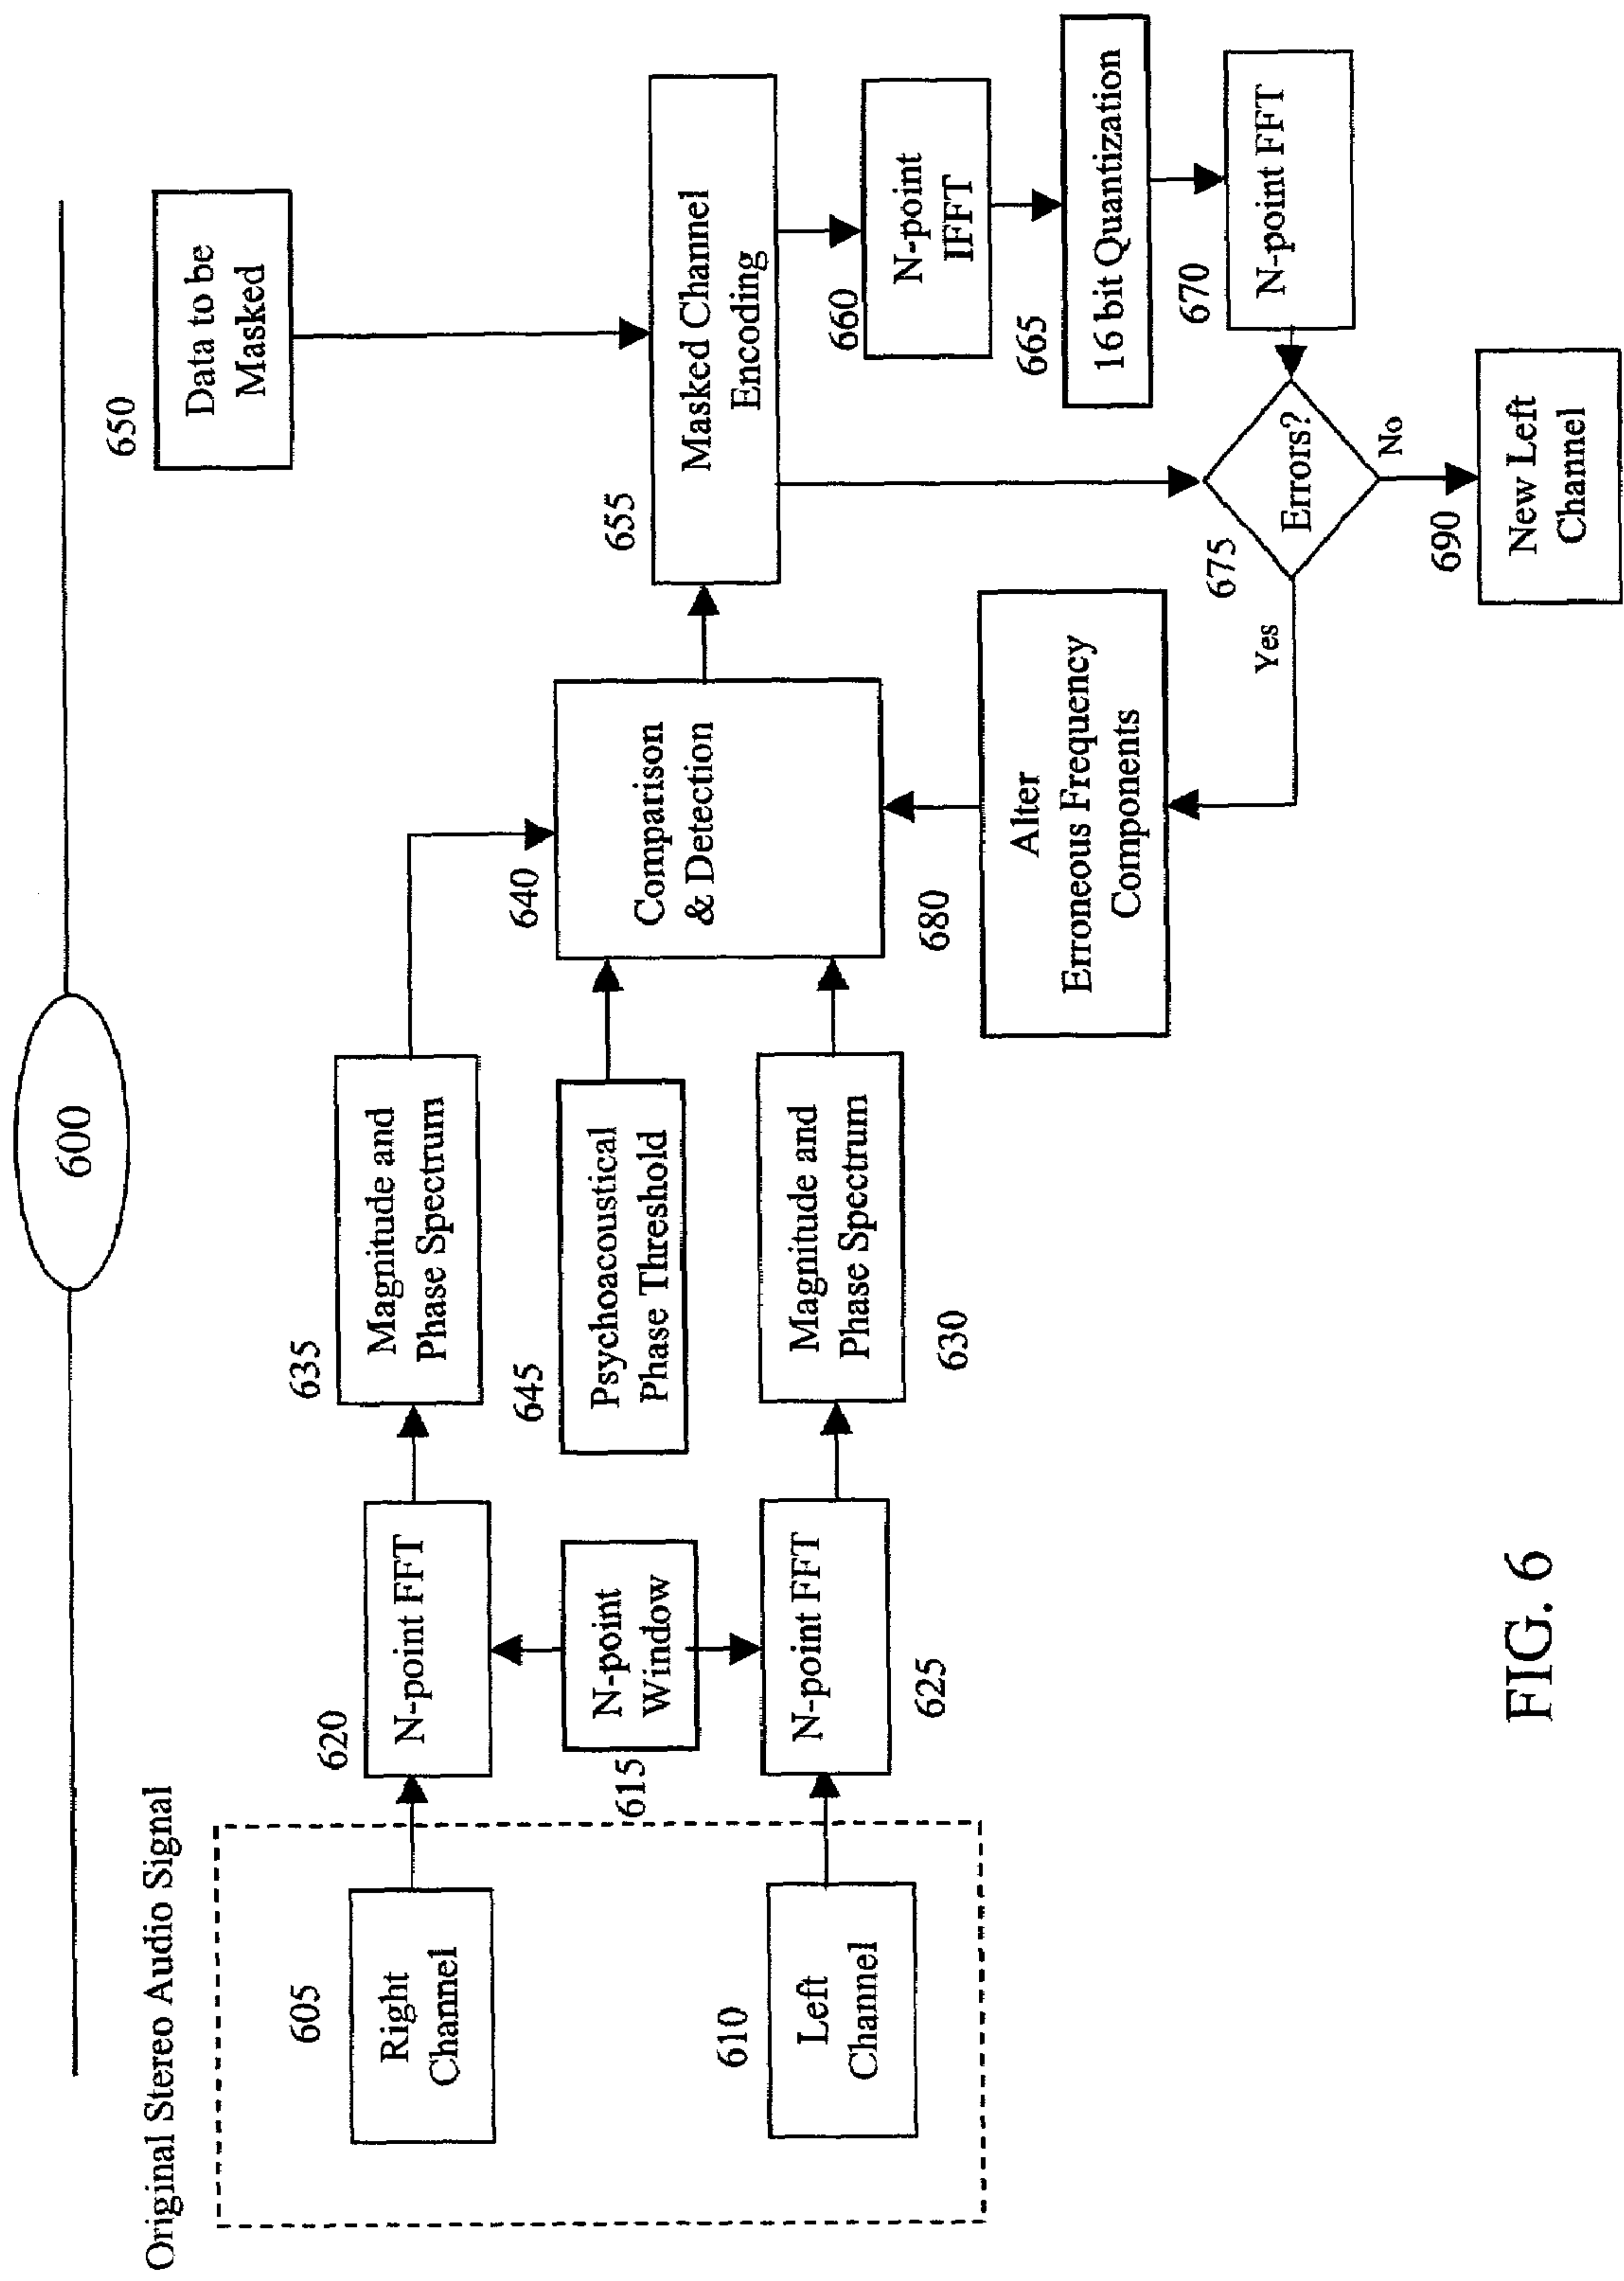 600
Original Stereo Audio Signal
605
Right
Channel
610
Left
Channel
620
N-point FFT
615
N-point
Window
N-point FFT
625
635
Magnitude and
Phase Spectrum
645
Psychoacoustical
Phase Threshold
Magnitude and
Phase Spectrum
630
640
Comparison
& Detection
680
Alter
Erroneous Frequency
Components
650
Data to be
Masked
655
Masked Channel
Encoding
660
N-point
IFFT
665
16 bit Quantization
670
N-point FFT
675
Errors?
Yes
No
690
New Left
Channel
FIG. 6